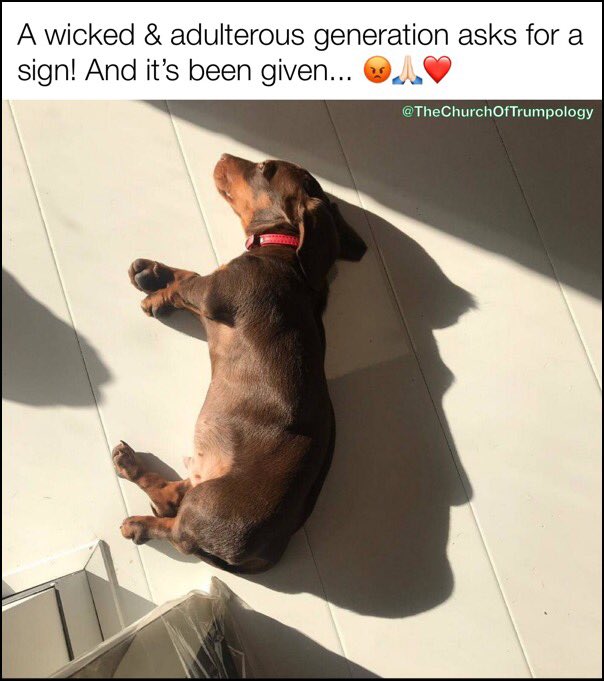 A wicked & adulterous generation asks for a
sign! And it’s been given... 😡🙏🏻❤️
@TheChurchOfTrumpology